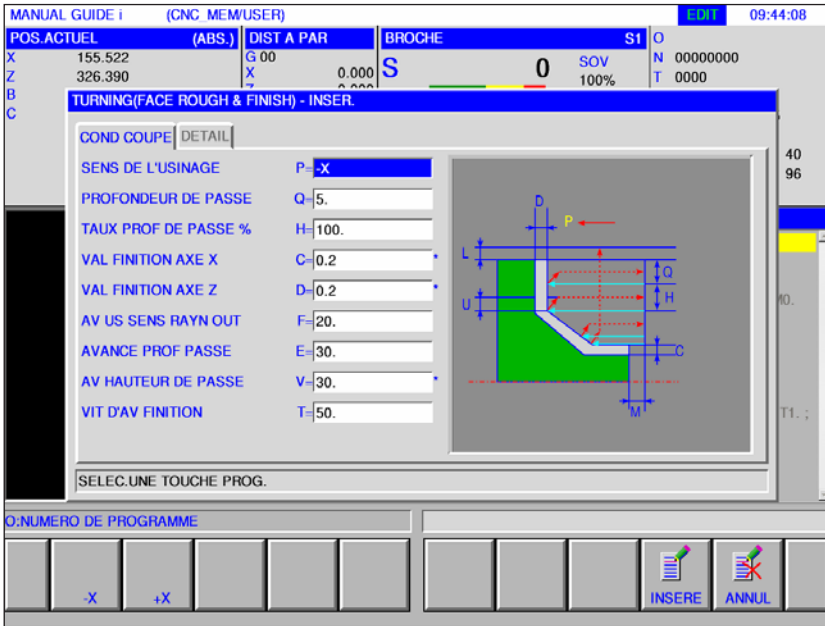 MANUAL GUIDE i (CNC_MEM/USER) EDIT 09:44:08
POS.ACTUEL (ABS.) DIST A PAR BROCHE S1 O
X 155.522 G 00 N 00000000
Z 326.390 X 0.000 S 0 SOV T 0000
B 100%
C
TURNING(FACE ROUGH & FINISH) - INSER.
COND COUPE DETAIL
SENS DE L'USINAGE P= -X
PROFONDEUR DE PASSE Q= 5.
TAUX PROF DE PASSE % H= 100.
VAL FINITION AXE X C= 0.2 *
VAL FINITION AXE Z D= 0.2 *
AV US SENS RAYN OUT F= 20.
AVANCE PROF PASSE E= 30.
AV HAUTEUR DE PASSE V= 30. *
VIT D'AV FINITION T= 50.
D
P
L
Q
U
H
C
M
40
96
M0.
T1. ;
SELEC.UNE TOUCHE PROG.
O:NUMERO DE PROGRAMME
-X +X INSERE ANNUL